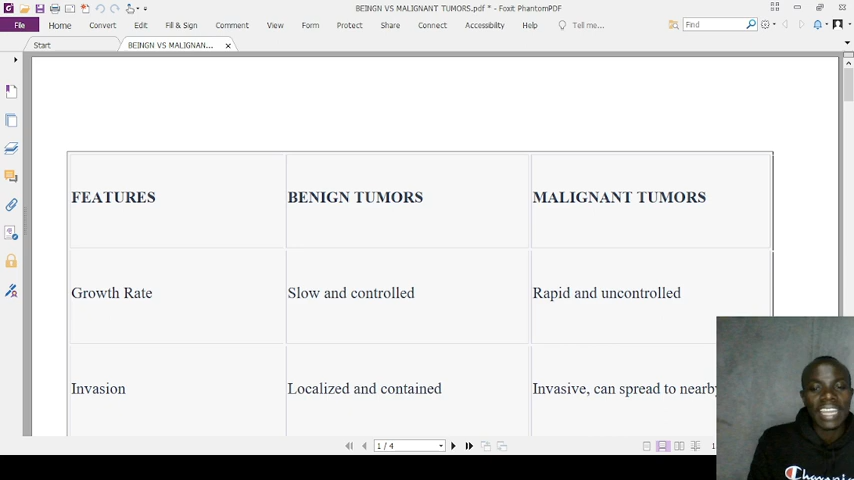 BEINGN VS MALIGNANT TUMORS.pdf * - Foxit PhantomPDF
File Home Convert Edit Fill & Sign Comment View Form Protect Share Connect Accessibility Help Tell me... Find
Start BEINGN VS MALIGNAN...
FEATURES BENIGN TUMORS MALIGNANT TUMORS
Growth Rate Slow and controlled Rapid and uncontrolled
Invasion Localized and contained Invasive, can spread to nearby
1 / 4
Champion